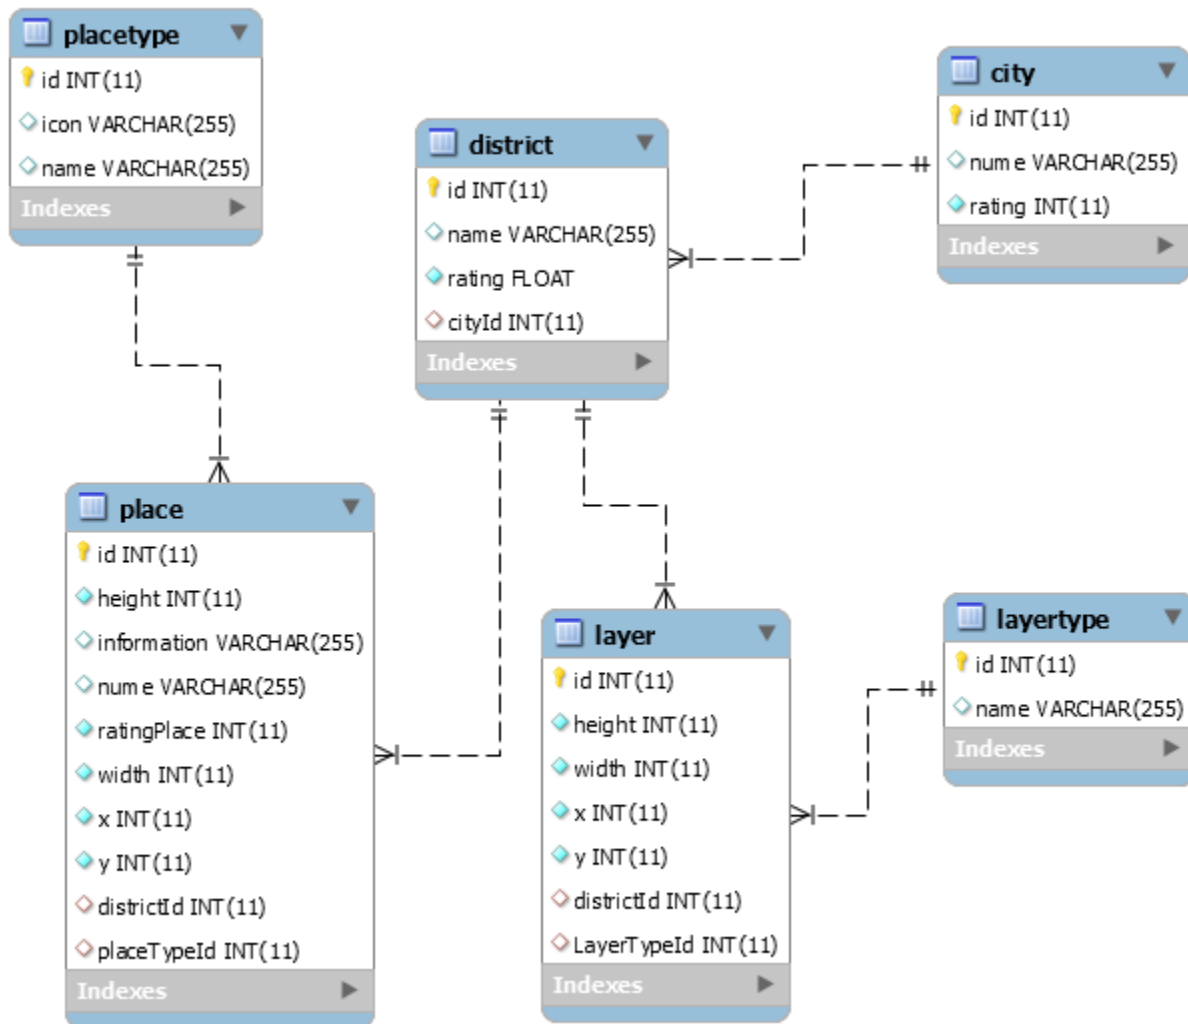 placetype
id INT(11)
icon VARCHAR(255)
name VARCHAR(255)
Indexes
city
id INT(11)
nume VARCHAR(255)
rating INT(11)
Indexes
district
id INT(11)
name VARCHAR(255)
rating FLOAT
cityId INT(11)
Indexes
place
id INT(11)
height INT(11)
information VARCHAR(255)
nume VARCHAR(255)
ratingPlace INT(11)
width INT(11)
x INT(11)
y INT(11)
districtId INT(11)
placeTypeId INT(11)
Indexes
layer
id INT(11)
height INT(11)
width INT(11)
x INT(11)
y INT(11)
districtId INT(11)
LayerTypeId INT(11)
Indexes
layertype
id INT(11)
name VARCHAR(255)
Indexes